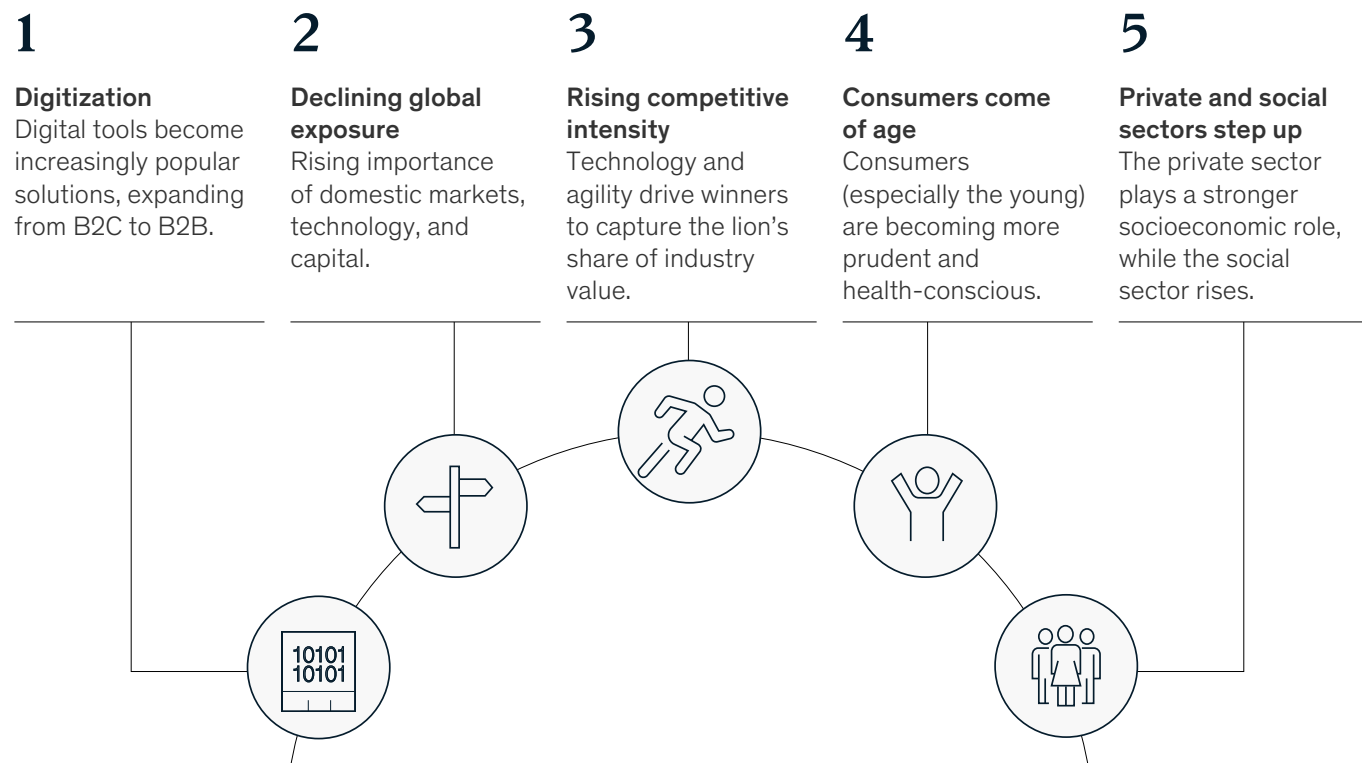 1
Digitization
Digital tools become
increasingly popular
solutions, expanding
from B2C to B2B.
2
Declining global
exposure
Rising importance
of domestic markets,
technology, and
capital.
3
Rising competitive
intensity
Technology and
agility drive winners
to capture the lion’s
share of industry
value.
4
Consumers come
of age
Consumers
(especially the young)
are becoming more
prudent and
health-conscious.
5
Private and social
sectors step up
The private sector
plays a stronger
socioeconomic role,
while the social
sector rises.
10101
10101